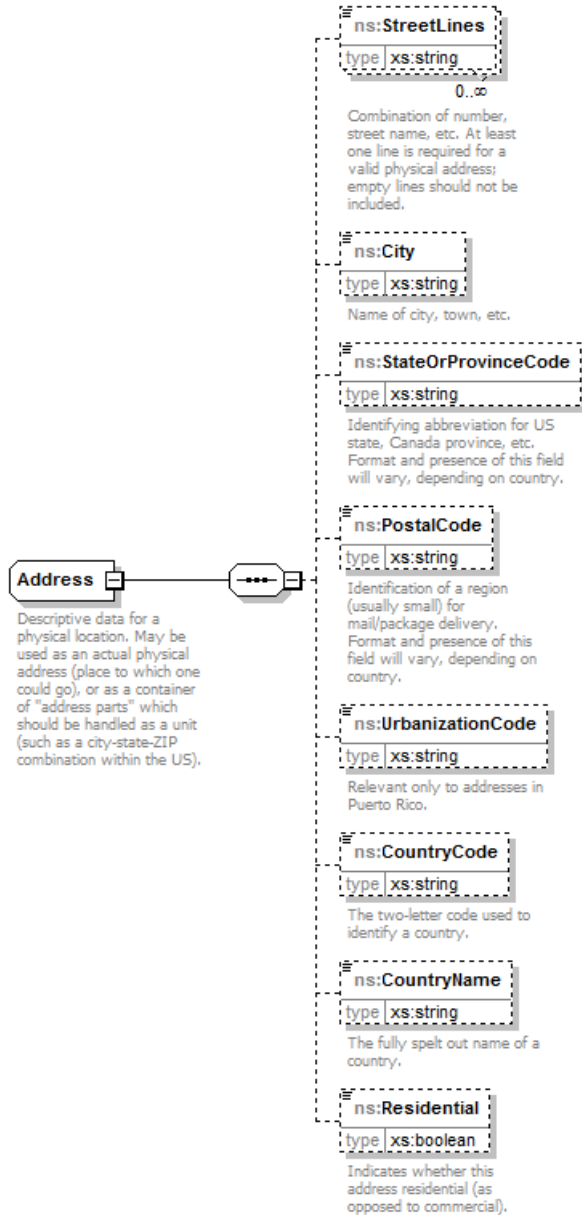 ns:StreetLines
type xs:string
0..∞
Combination of number,
street name, etc. At least
one line is required for a
valid physical address;
empty lines should not be
included.
ns:City
type xs:string
Name of city, town, etc.
ns:StateOrProvinceCode
type xs:string
Identifying abbreviation for US
state, Canada province, etc.
Format and presence of this field
will vary, depending on country.
ns:PostalCode
type xs:string
Identification of a region
(usually small) for
mail/package delivery.
Format and presence of this
field will vary, depending on
country.
Address
Descriptive data for a
physical location. May be
used as an actual physical
address (place to which one
could go), or as a container
of "address parts" which
should be handled as a unit
(such as a city-state-ZIP
combination within the US).
ns:UrbanizationCode
type xs:string
Relevant only to addresses in
Puerto Rico.
ns:CountryCode
type xs:string
The two-letter code used to
identify a country.
ns:CountryName
type xs:string
The fully spelt out name of a
country.
ns:Residential
type xs:boolean
Indicates whether this
address residential (as
opposed to commercial).